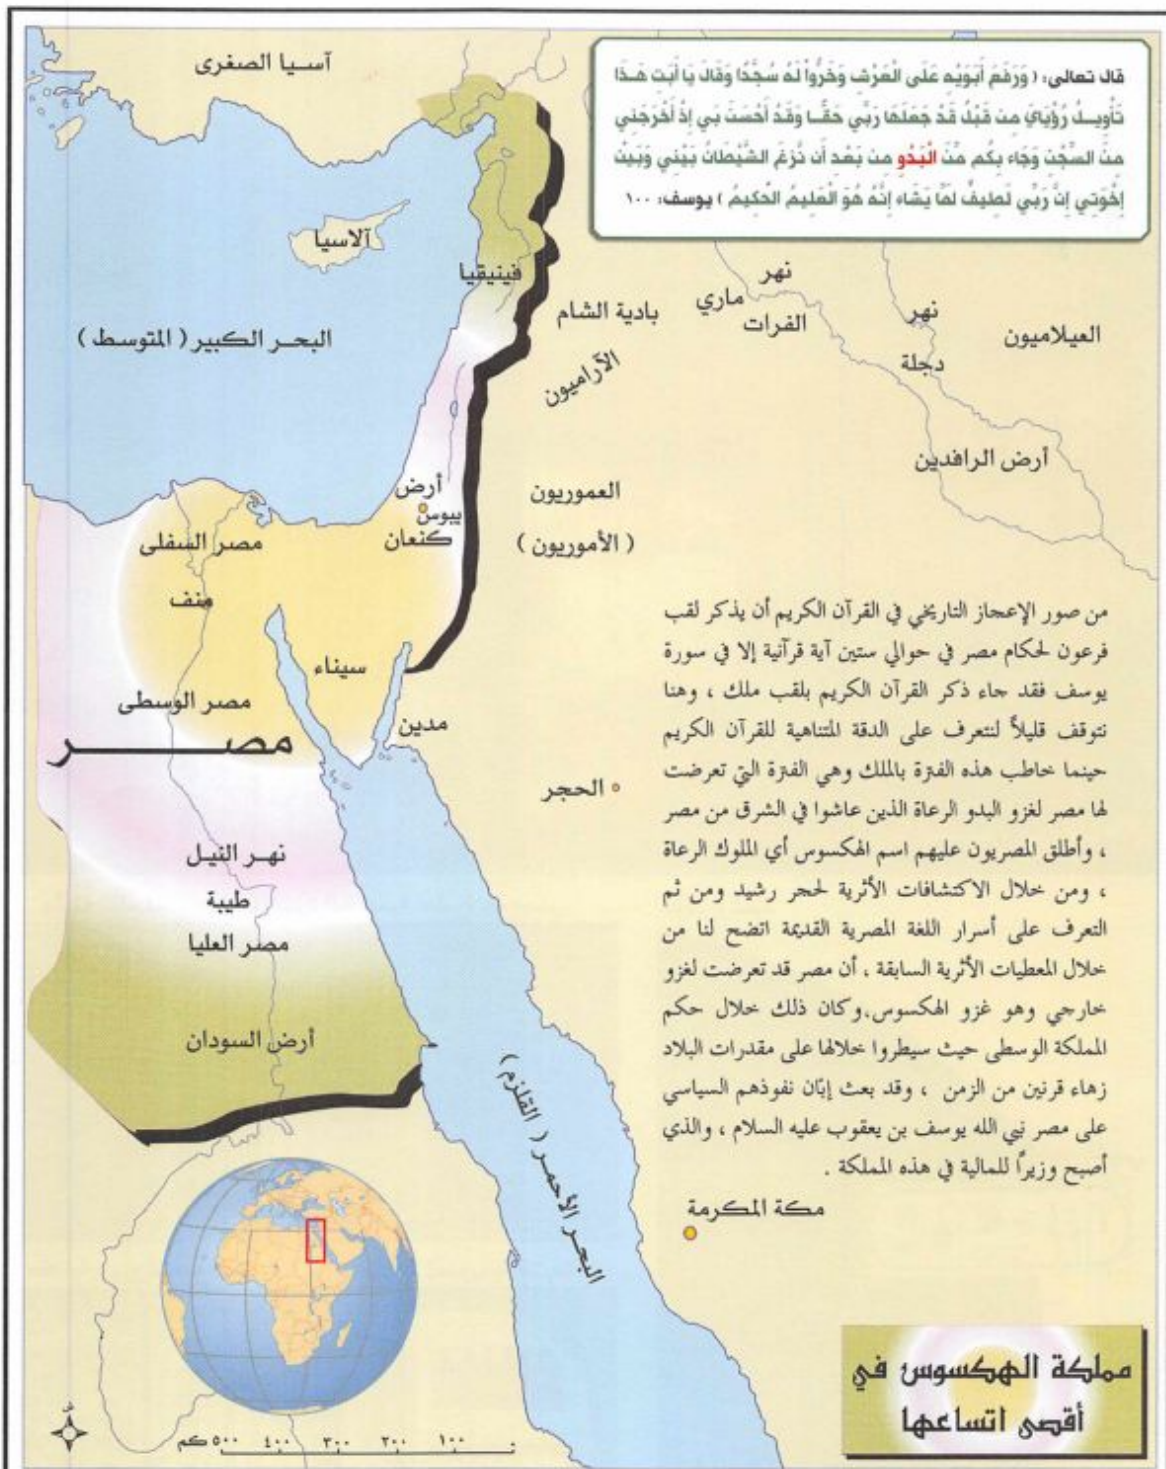 آسيا الصغرى
قال تعالى: ( وَرَفَعَ أَبَوَيْهِ عَلَى الْعَرْشِ وَخَرُّواْ لَهُ سُجَّدًا وَقَالَ يَا أَبَتِ هَـذَا
تَأْوِيـلُ رُؤْيَايَ مِن قَبْلُ قَدْ جَعَلَهَا رَبِّي حَقًّـا وَقَدْ أَحْسَنَ بَي إِذْ أَخْرَجَنِي
مِنَ السِّجْنِ وَجَاء بِكُم مِّنَ الْبَدْوِ مِن بَعْدِ أَن نَّزغَ الشَّيْطَانُ بَيْنِي وَبَيْنَ
إِخْوَتِي إِنَّ رَبِّي لَطِيفٌ لِّمَا يَشَاء إِنَّهُ هُوَ الْعَلِيمُ الْحَكِيمُ ) يوسف: ١٠٠
آلاسيا
فينيقيا
نهر
الفرات
ماري
بادية الشام
نهر
دجلة
العيلاميون
البحـر الكبير ( المتوسط )
الآراميون
أرض الرافدين
العموريون
( الأموريون )
أرض
يبوس
كنعان
مصر السفلى
منف
سيناء
مصر الوسطى
مصر
مدين
الحجر
نهـر النيـل
طيبة
مصر العليا
أرض السودان
من صور الإعجاز التاريخي في القرآن الكريم أن يذكر لقب
فرعون لحكام مصر في حوالي ستين آية قرآنية إلا في سورة
يوسف فقد جاء ذكر القرآن الكريم بلقب ملك ، وهنا
نتوقف قليلاً لنتعرف على الدقة المتناهية للقرآن الكريم
حينما خاطب هذه الفترة بالملك وهي الفترة التي تعرضت
لها مصر لغزو البدو الرعاة الذين عاشوا في الشرق من مصر
، وأطلق المصريون عليهم اسم الهكسوس أي الملوك الرعاة
، ومن خلال الاكتشافات الأثرية لحجر رشيد ومن ثم
التعرف على أسرار اللغة المصرية القديمة اتضح لنا من
خلال المعطيات الأثرية السابقة ، أن مصر قد تعرضت لغزو
خارجي وهو غزو الهكسوس،وكان ذلك خلال حكم
المملكة الوسطى حيث سيطروا خلالها على مقدرات البلاد
زهاء قرنين من الزمن ، وقد بعث إبّان نفوذهم السياسي
على مصر نبي الله يوسف بن يعقوب عليه السلام ، والذي
أصبح وزيراً للمالية في هذه المملكة .
البحـر الأحمـر ( القلزم )
مكة المكرمة
مملكة الهكسوس في
أقصى اتساعها
١٠٠ ٢٠٠ ٣٠٠ ٤٠٠ ٥٠٠ كم